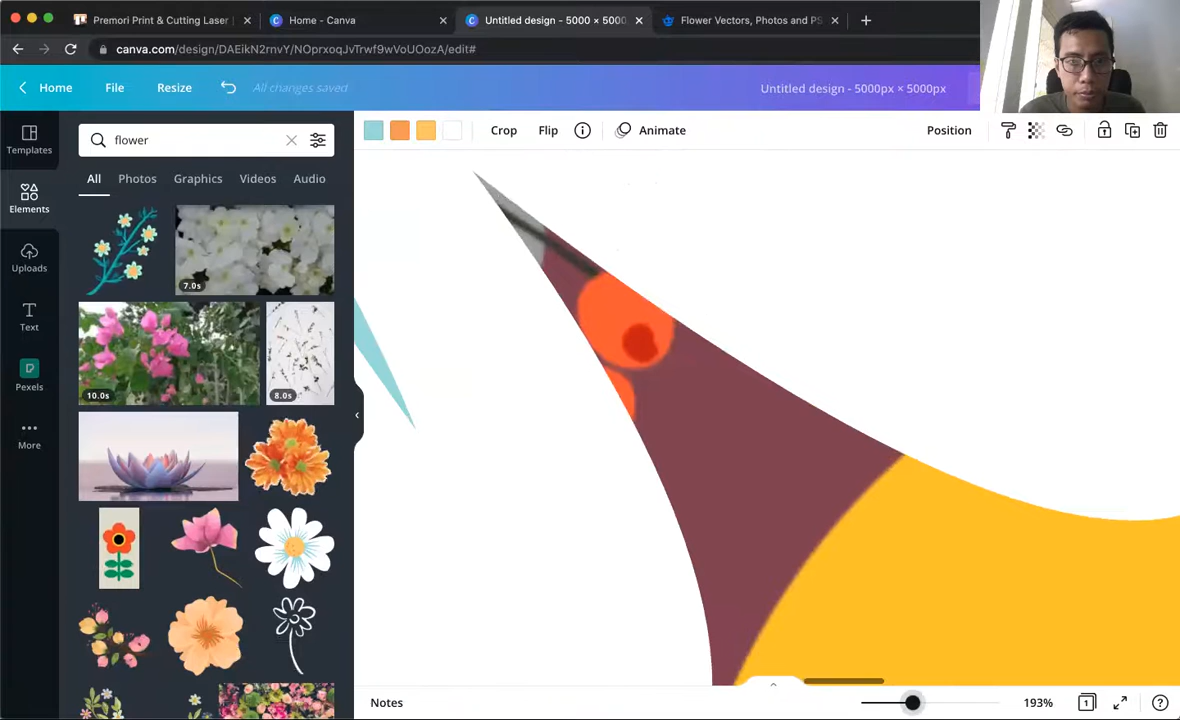 Premori Print & Cutting Laser
Home - Canva
Untitled design - 5000 × 5000
Flower Vectors, Photos and PS
canva.com/design/DAEikN2rnvY/NOprxoqJvTrwf9wVoUOozA/edit#
Home
File
Resize
All changes saved
Untitled design - 5000px × 5000px
Templates
Elements
Uploads
Text
Pexels
More
flower
All
Photos
Graphics
Videos
Audio
7.0s
10.0s
8.0s
Crop
Flip
Animate
Position
Notes
193%
1